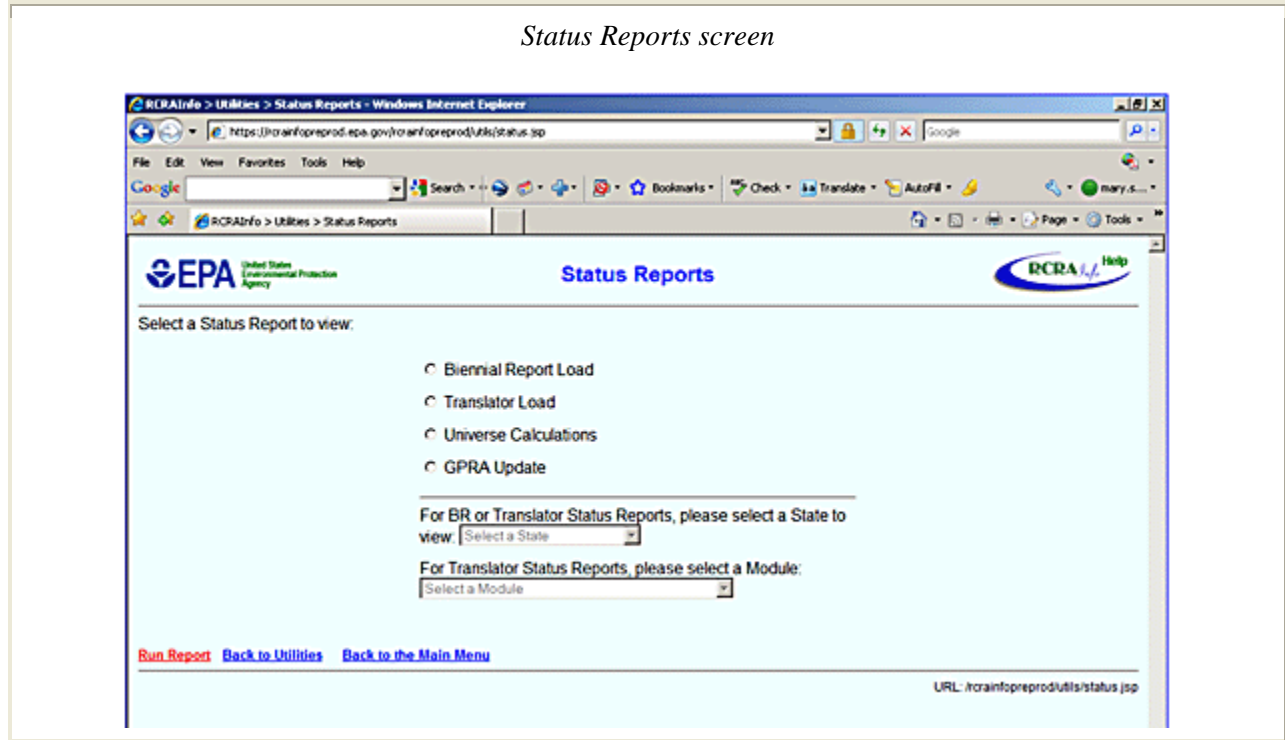 Status Reports screen
RCRAInfo > Utilities > Status Reports - Windows Internet Explorer
https://rcrainfopreprod.epa.gov/rcrainfopreprod/utils/status.jsp
Google
File Edit View Favorites Tools Help
Google Search Bookmarks Check Translate AutoFill mary.s...
RCRAInfo > Utilities > Status Reports
Page Tools
EPA United States
Environmental Protection
Agency
Status Reports
RCRAInfo Help
Select a Status Report to view:
Biennial Report Load
Translator Load
Universe Calculations
GPRA Update
For BR or Translator Status Reports, please select a State to
view: Select a State
For Translator Status Reports, please select a Module:
Select a Module
Run Report Back to Utilities Back to the Main Menu
URL: /rcrainfopreprod/utils/status.jsp